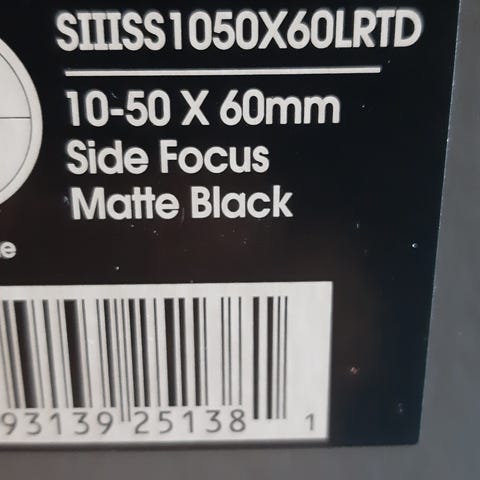 SIIISS1050X60LRTD
10-50 X 60mm
Side Focus
Matte Black
e
93139 25138 1